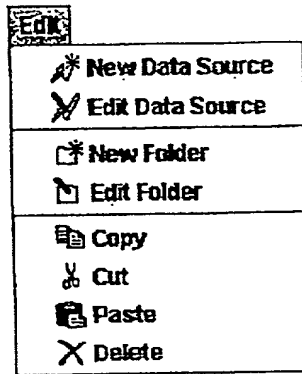 Edit
New Data Source
Edit Data Source
New Folder
Edit Folder
Copy
Cut
Paste
Delete